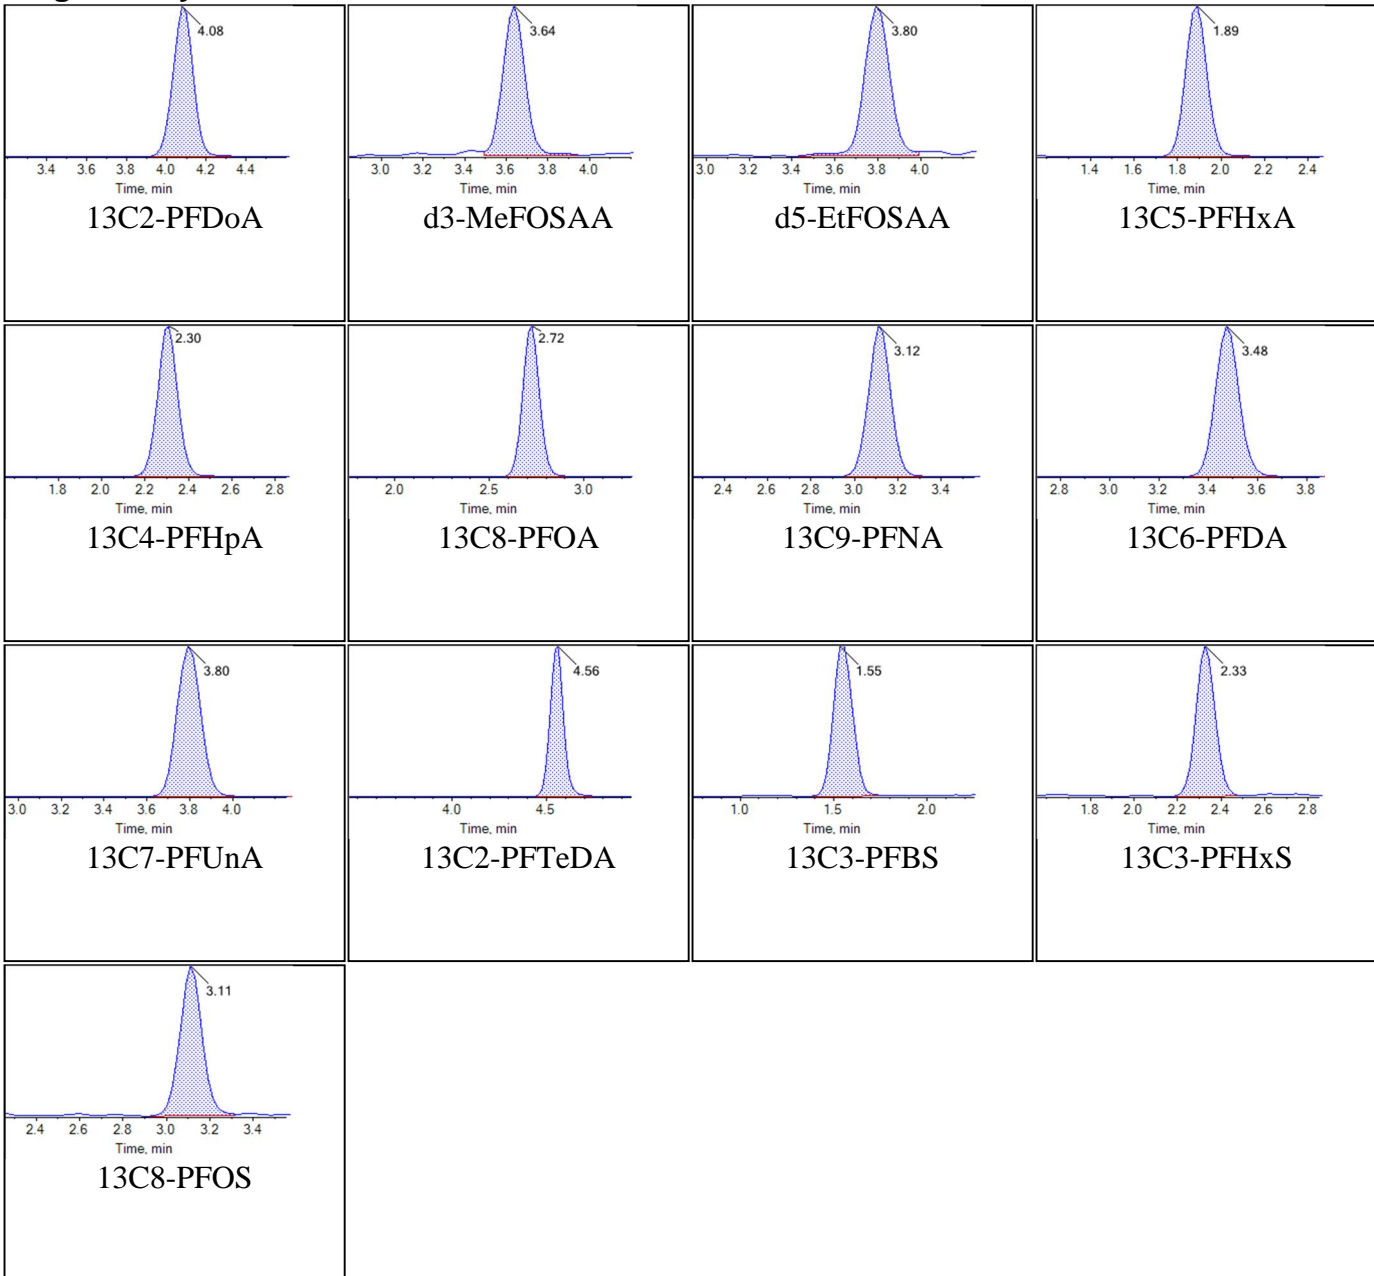 4.08
3.4 3.6 3.8 4.0 4.2 4.4
Time, min
13C2-PFDoA
3.64
3.0 3.2 3.4 3.6 3.8 4.0
Time, min
d3-MeFOSAA
3.80
3.0 3.2 3.4 3.6 3.8 4.0
Time, min
d5-EtFOSAA
1.89
1.4 1.6 1.8 2.0 2.2 2.4
Time, min
13C5-PFHxA
2.30
1.8 2.0 2.2 2.4 2.6 2.8
Time, min
13C4-PFHpA
2.72
2.0 2.5 3.0
Time, min
13C8-PFOA
3.12
2.4 2.6 2.8 3.0 3.2 3.4
Time, min
13C9-PFNA
3.48
2.8 3.0 3.2 3.4 3.6 3.8
Time, min
13C6-PFDA
3.80
3.0 3.2 3.4 3.6 3.8 4.0
Time, min
13C7-PFUnA
4.56
4.0 4.5
Time, min
13C2-PFTeDA
1.55
1.0 1.5 2.0
Time, min
13C3-PFBS
2.33
1.8 2.0 2.2 2.4 2.6 2.8
Time, min
13C3-PFHxS
3.11
2.4 2.6 2.8 3.0 3.2 3.4
Time, min
13C8-PFOS